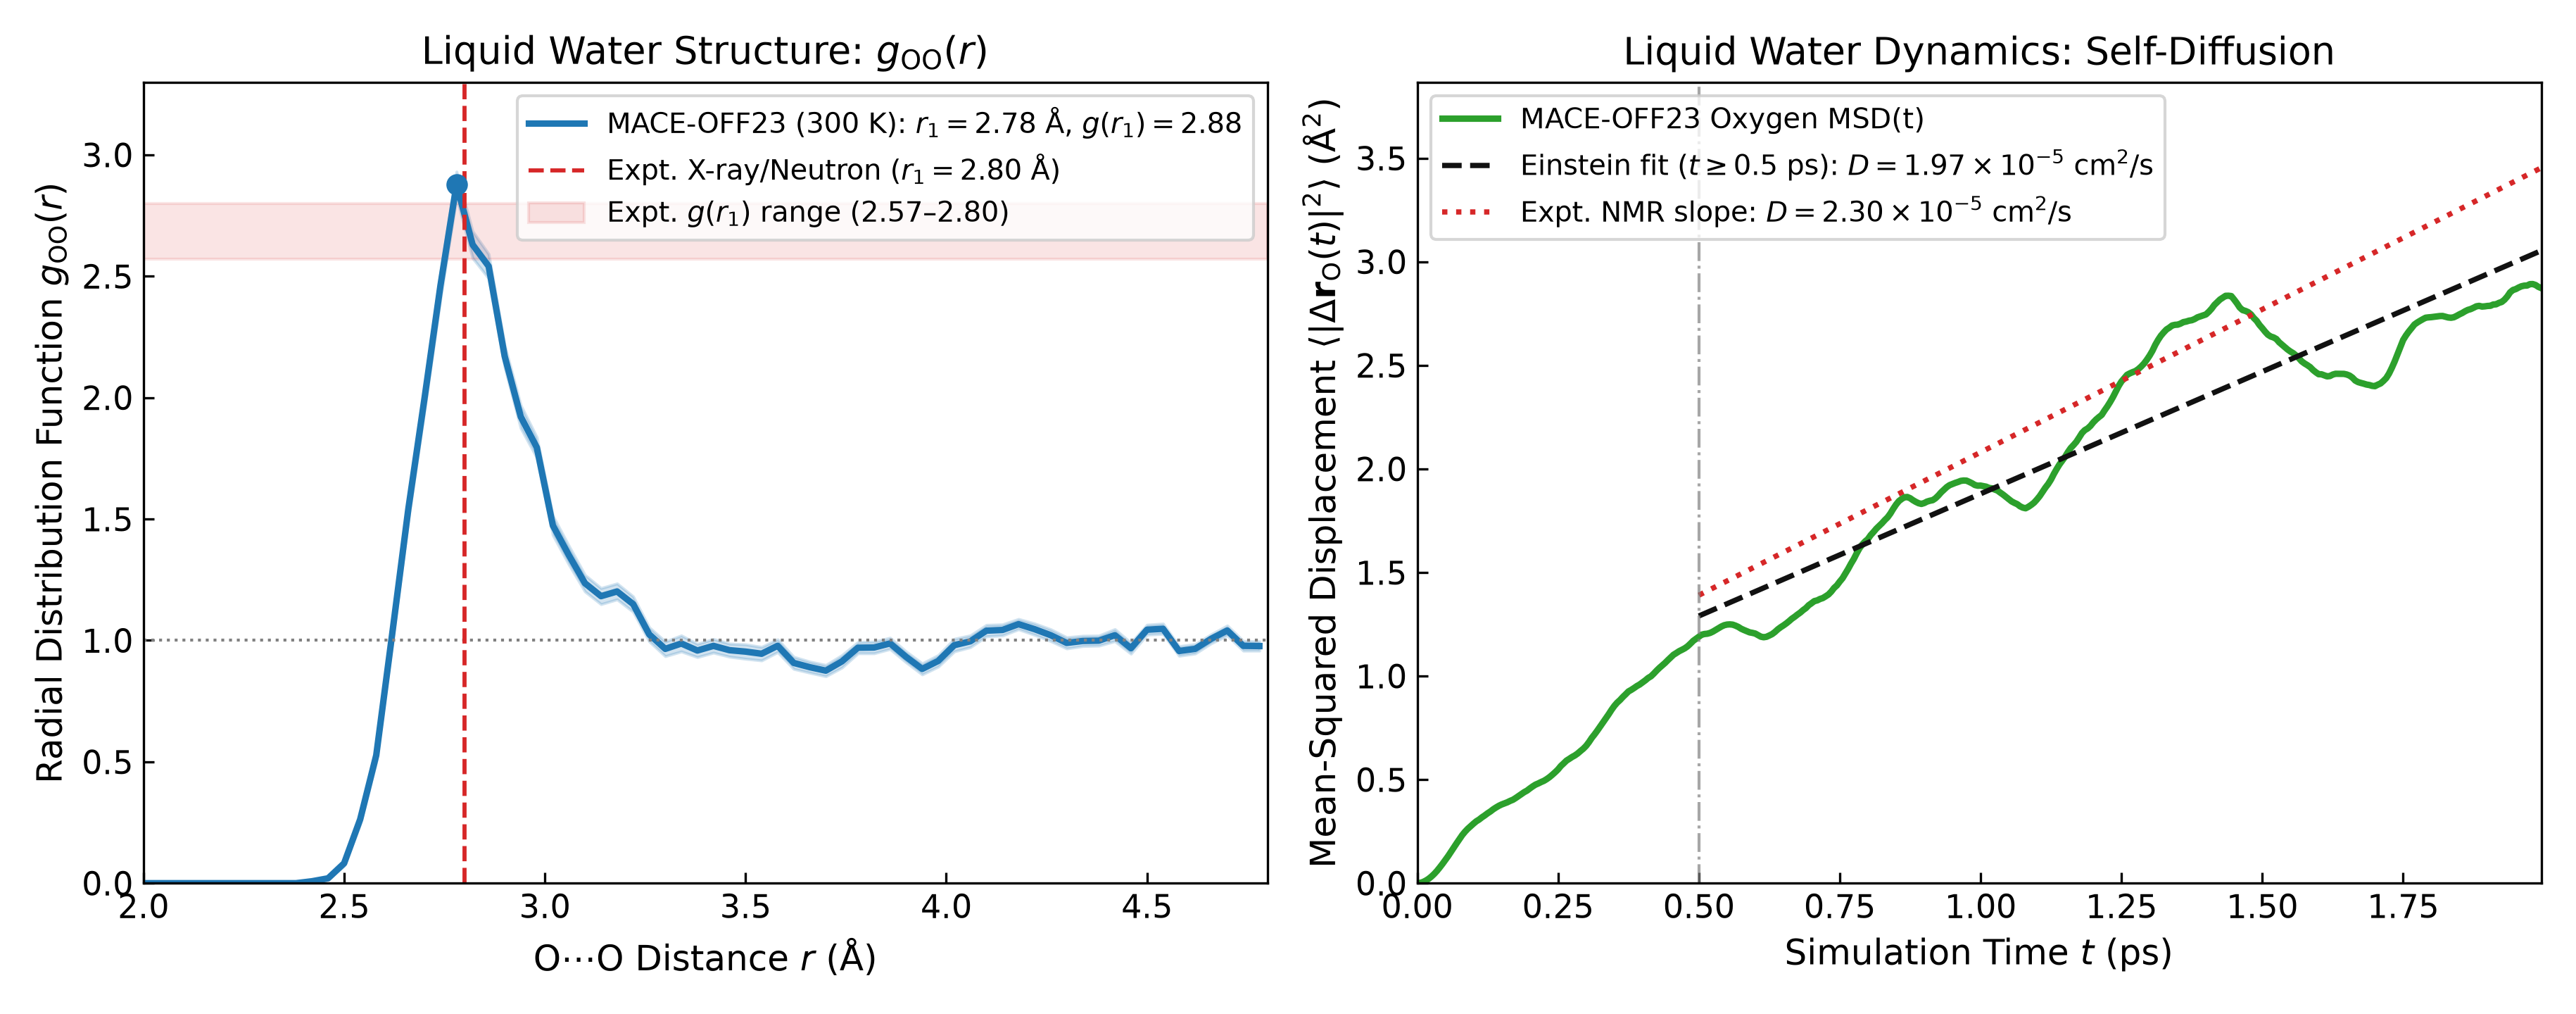 Liquid Water Structure: g_OO(r)
MACE-OFF23 (300 K): r₁ = 2.78 Å, g(r₁) = 2.88
Expt. X-ray/Neutron (r₁ = 2.80 Å)
Expt. g(r₁) range (2.57–2.80)
Radial Distribution Function g_OO(r)
3.0
2.5
2.0
1.5
1.0
0.5
0.0
2.0 2.5 3.0 3.5 4.0 4.5
O⋯O Distance r (Å)
Liquid Water Dynamics: Self-Diffusion
MACE-OFF23 Oxygen MSD(t)
Einstein fit (t ≥ 0.5 ps): D = 1.97 × 10⁻⁵ cm²/s
Expt. NMR slope: D = 2.30 × 10⁻⁵ cm²/s
Mean-Squared Displacement ⟨|Δr_O(t)|²⟩ (Å²)
3.5
3.0
2.5
2.0
1.5
1.0
0.5
0.0
0.00 0.25 0.50 0.75 1.00 1.25 1.50 1.75
Simulation Time t (ps)